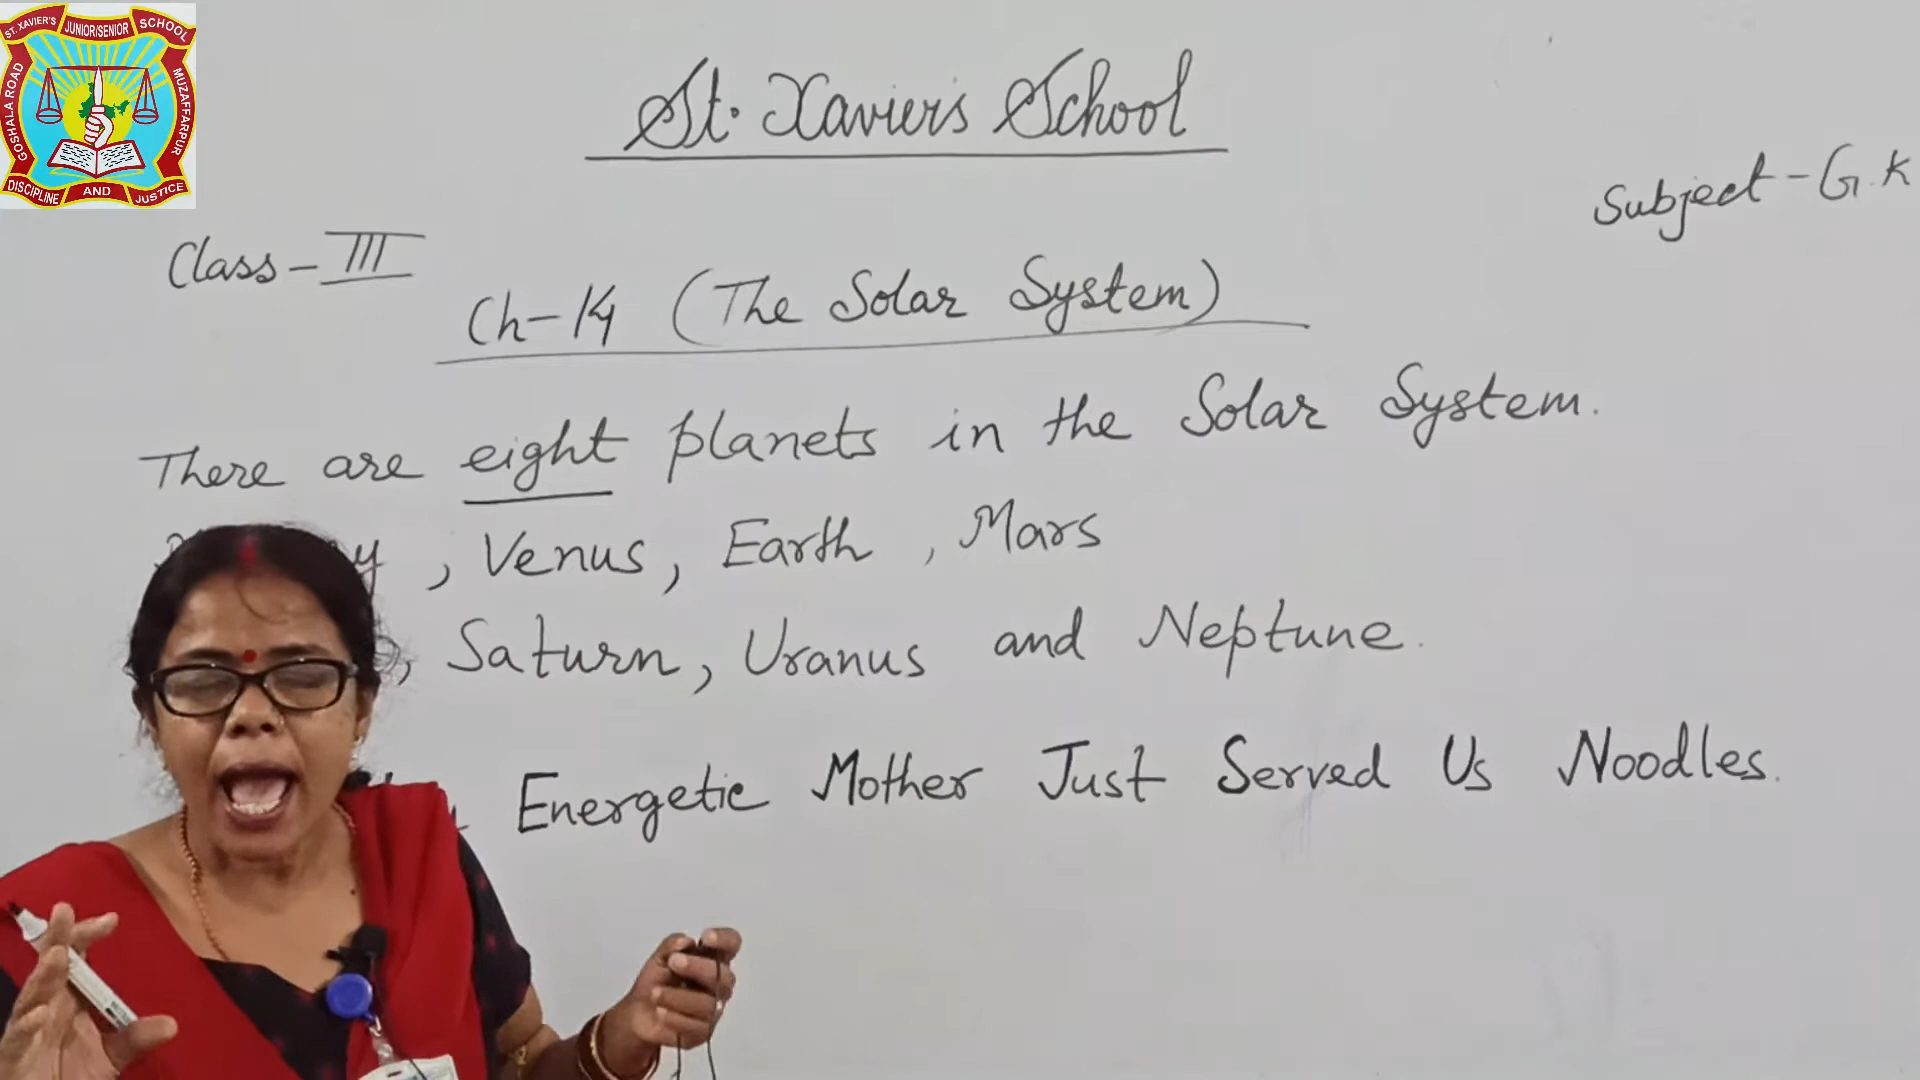 ST. XAVIER'S JUNIOR/SENIOR SCHOOL
GOSHALA ROAD
MUZAFFARPUR
DISCIPLINE AND JUSTICE
St. Xavier's School
Subject - G.K
Class - III
Ch-14 (The Solar System)
There are eight planets in the Solar System.
, Venus, Earth, Mars
, Saturn, Uranus and Neptune.
Energetic Mother Just Served Us Noodles.